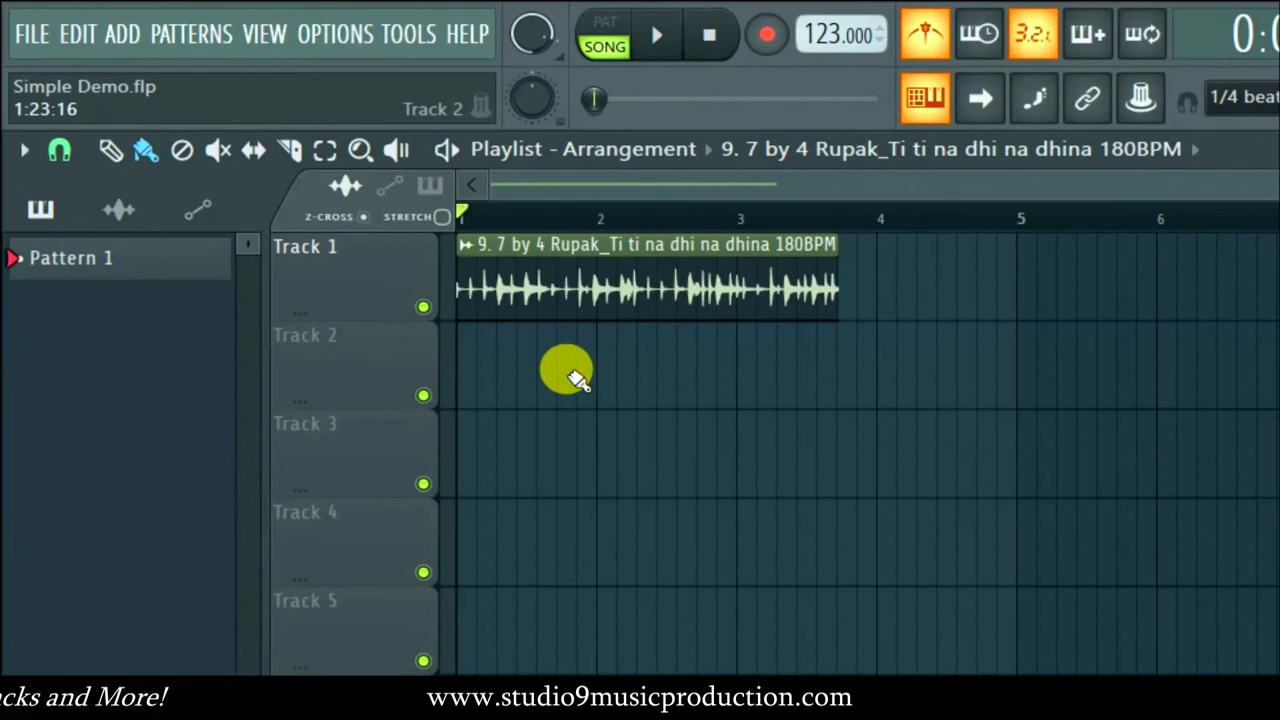 FILE EDIT ADD PATTERNS VIEW OPTIONS TOOLS HELP
PAT
SONG
123.000
3.2.
Simple Demo.flp
1:23:16
Track 2
1/4 beat
Playlist - Arrangement ▸ 9. 7 by 4 Rupak_Ti ti na dhi na dhina 180BPM ▸
Z-CROSS
STRETCH
1 2 3 4 5 6
Pattern 1
Track 1
9. 7 by 4 Rupak_Ti ti na dhi na dhina 180BPM
Track 2
Track 3
Track 4
Track 5
and More!
www.studio9musicproduction.com